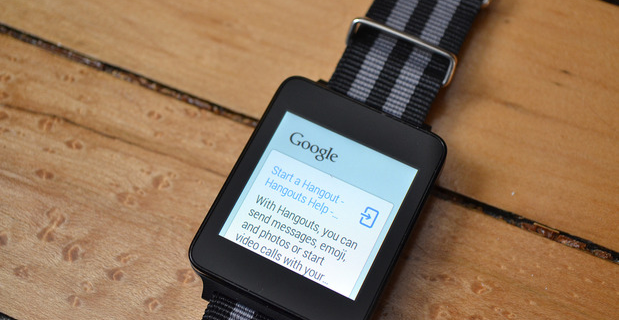 Google
Start a Hangout -
Hangouts Help -...
With Hangouts, you can
send messages, emoji,
and photos or start
video calls with your...